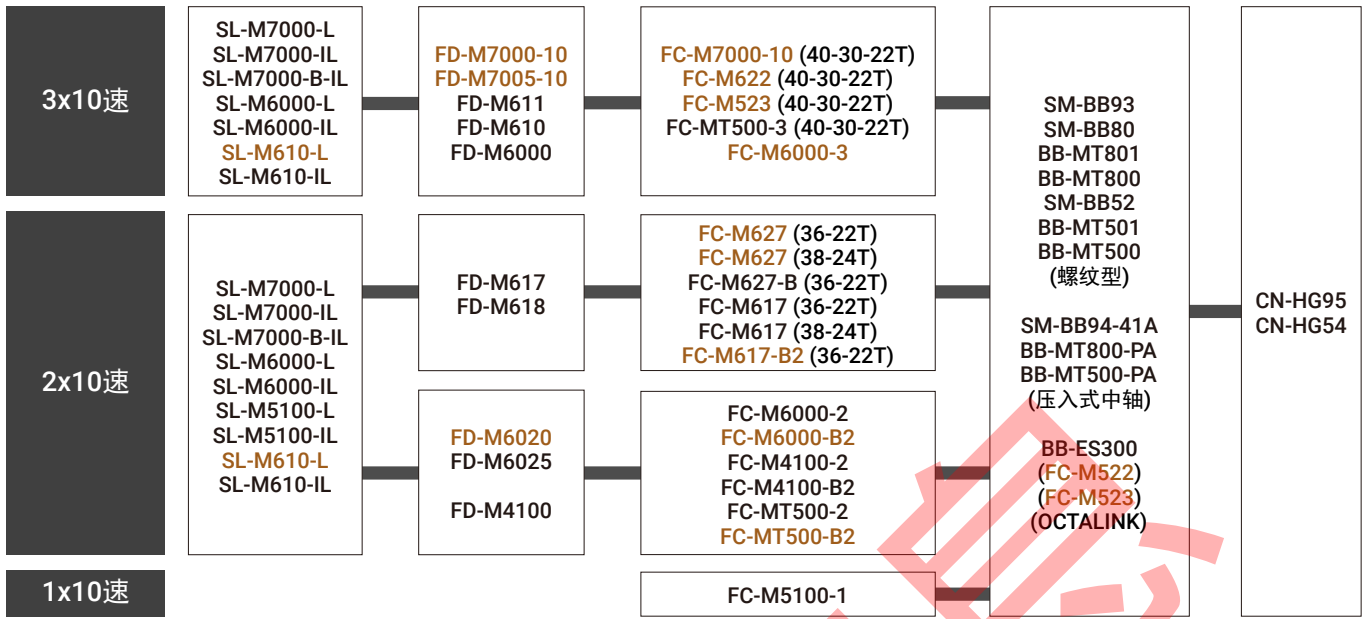 3x10速
SL-M7000-L
SL-M7000-IL
SL-M7000-B-IL
SL-M6000-L
SL-M6000-IL
SL-M610-L
SL-M610-IL
FD-M7000-10
FD-M7005-10
FD-M611
FD-M610
FD-M6000
FC-M7000-10 (40-30-22T)
FC-M622 (40-30-22T)
FC-M523 (40-30-22T)
FC-MT500-3 (40-30-22T)
FC-M6000-3
2x10速
SL-M7000-L
SL-M7000-IL
SL-M7000-B-IL
SL-M6000-L
SL-M6000-IL
SL-M5100-L
SL-M5100-IL
SL-M610-L
SL-M610-IL
FD-M617
FD-M618
FC-M627 (36-22T)
FC-M627 (38-24T)
FC-M627-B (36-22T)
FC-M617 (36-22T)
FC-M617 (38-24T)
FC-M617-B2 (36-22T)
FD-M6020
FD-M6025
FD-M4100
FC-M6000-2
FC-M6000-B2
FC-M4100-2
FC-M4100-B2
FC-MT500-2
FC-MT500-B2
1x10速
FC-M5100-1
SM-BB93
SM-BB80
BB-MT801
BB-MT800
SM-BB52
BB-MT501
BB-MT500
(螺纹型)
SM-BB94-41A
BB-MT800-PA
BB-MT500-PA
(压入式中轴)
BB-ES300
(FC-M522)
(FC-M523)
(OCTALINK)
CN-HG95
CN-HG54